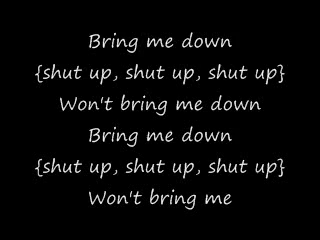 Bring me down
{shut up, shut up, shut up}
Won't bring me down
Bring me down
{shut up, shut up, shut up}
Won't bring me